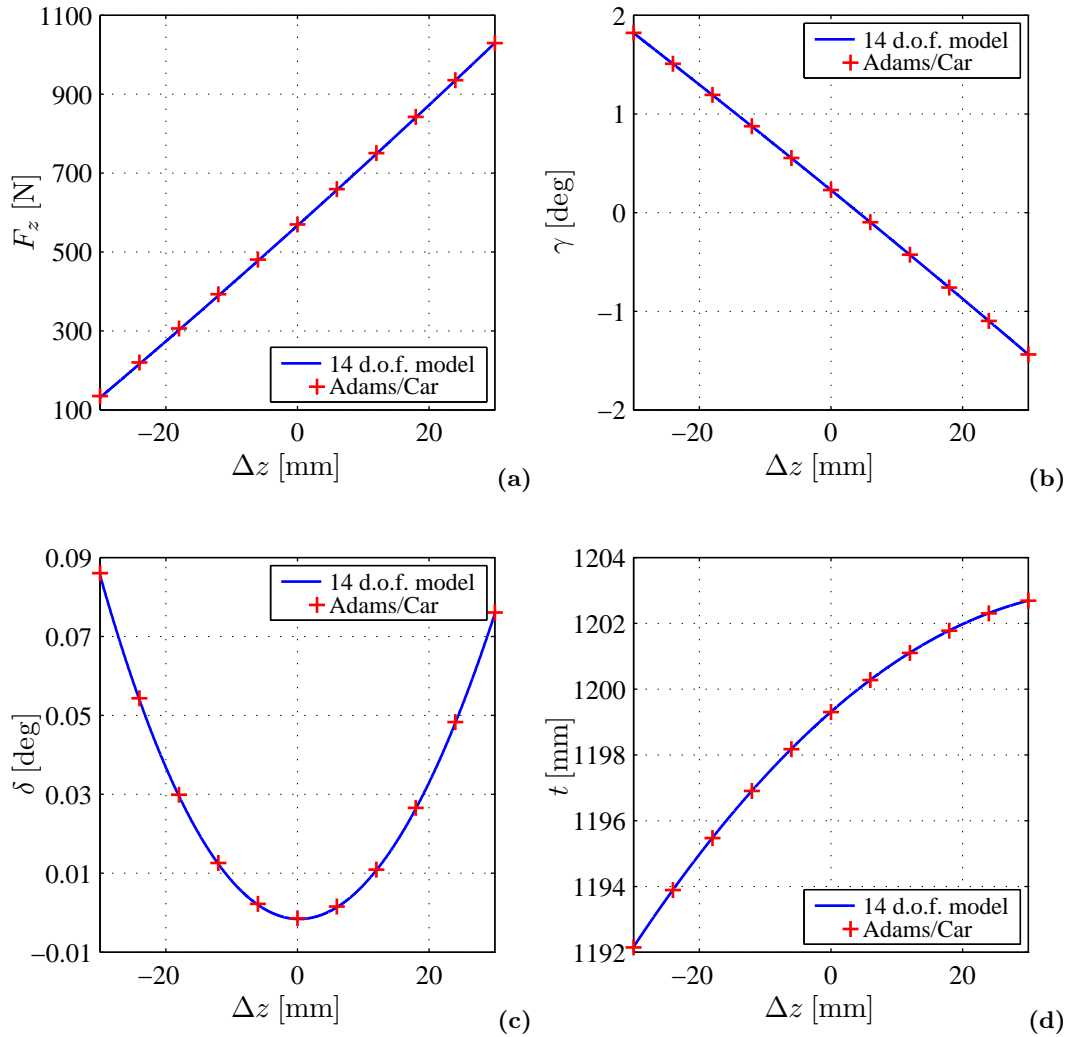 1100
900
700
500
300
100
F_z [N]
14 d.o.f. model
Adams/Car
−20
0
20
Δz [mm]
(a)
2
1
0
−1
−2
γ [deg]
14 d.o.f. model
Adams/Car
−20
0
20
Δz [mm]
(b)
0.09
0.07
0.05
0.03
0.01
−0.01
δ [deg]
14 d.o.f. model
Adams/Car
−20
0
20
Δz [mm]
(c)
1204
1202
1200
1198
1196
1194
1192
t [mm]
14 d.o.f. model
Adams/Car
−20
0
20
Δz [mm]
(d)